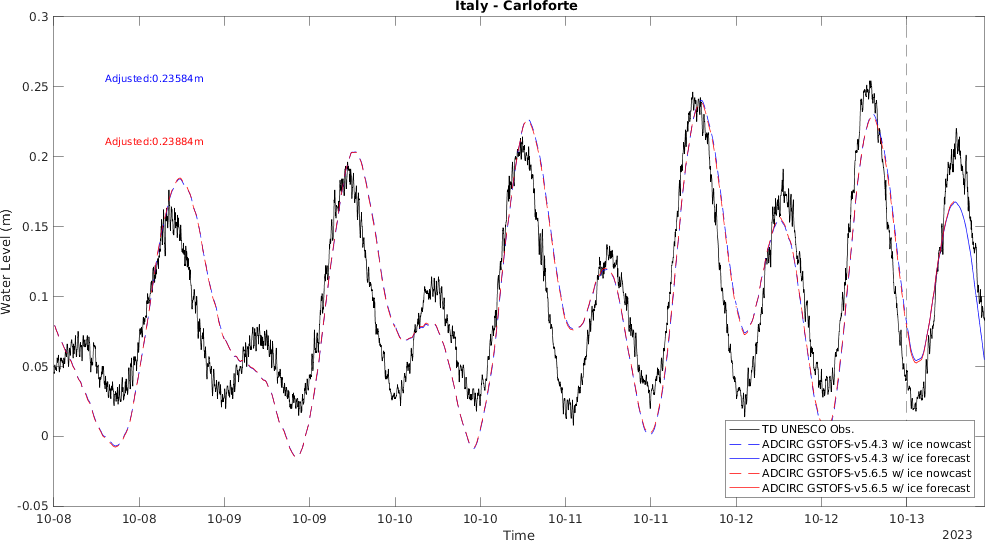 Italy - Carloforte
0.3
0.25
0.2
0.15
0.1
0.05
0
-0.05
Water Level (m)
Adjusted:0.23584m
Adjusted:0.23884m
TD UNESCO Obs.
ADCIRC GSTOFS-v5.4.3 w/ ice nowcast
ADCIRC GSTOFS-v5.4.3 w/ ice forecast
ADCIRC GSTOFS-v5.6.5 w/ ice nowcast
ADCIRC GSTOFS-v5.6.5 w/ ice forecast
10-08 10-08 10-09 10-09 10-10 10-10 10-11 10-11 10-12 10-12 10-13
Time
2023